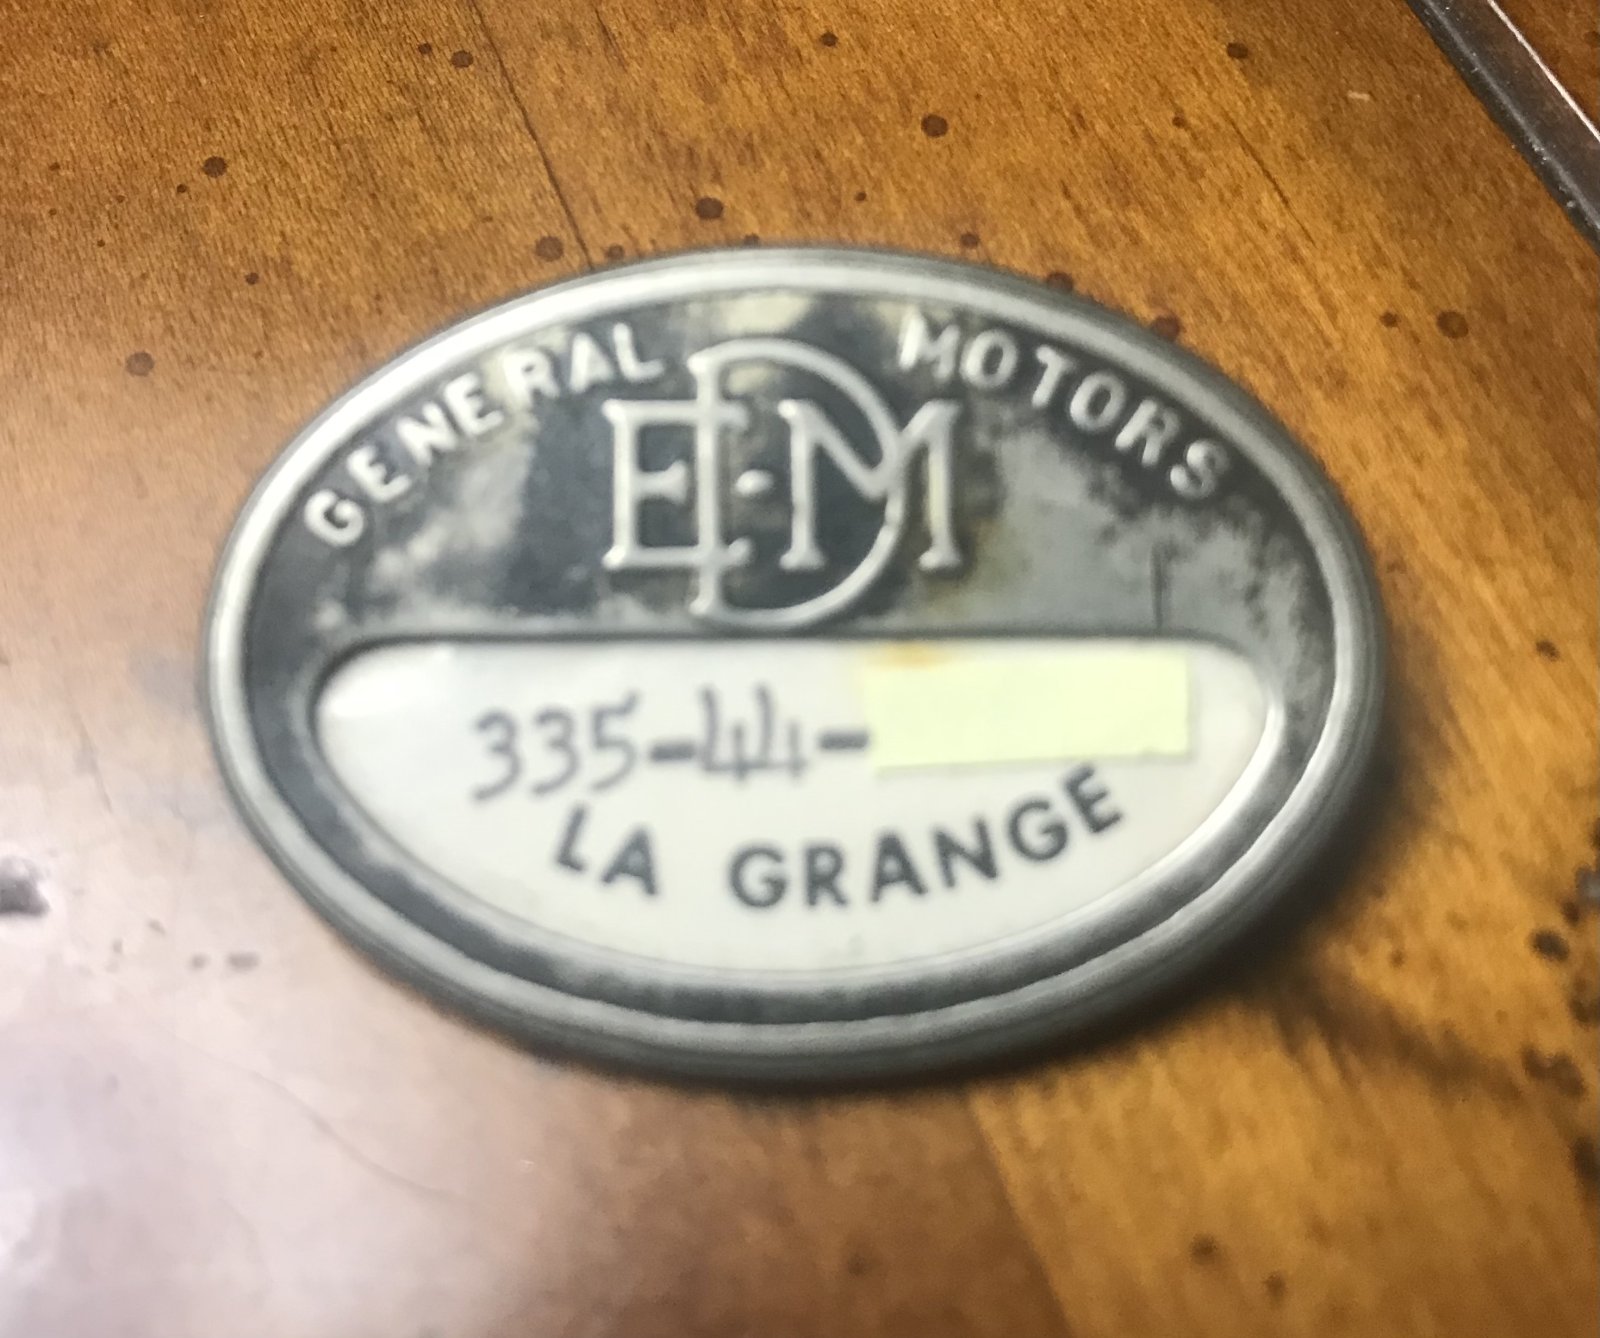 GENERAL MOTORS
EMD
335-44-
LA GRANGE